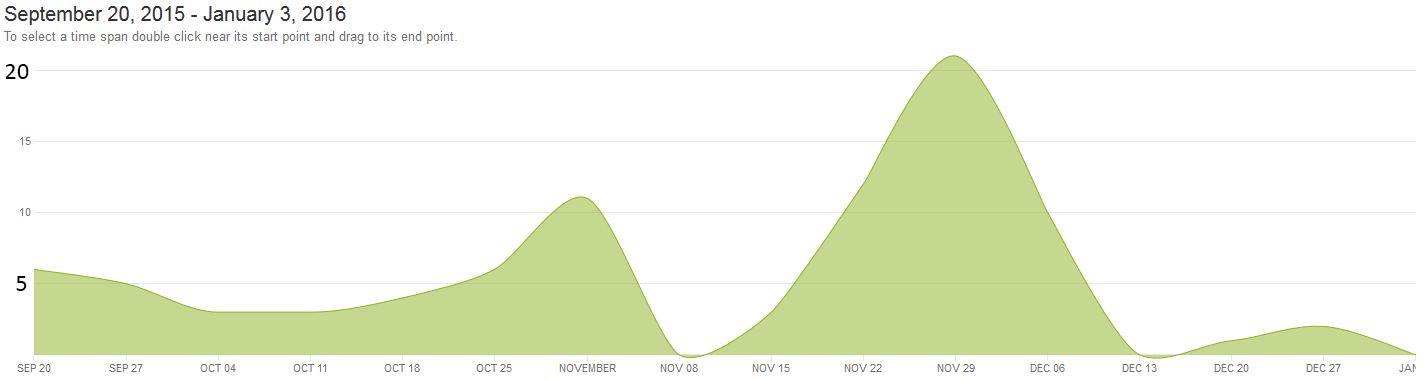 September 20, 2015 - January 3, 2016
To select a time span double click near its start point and drag to its end point.
20
15
10
5
SEP 20 SEP 27 OCT 04 OCT 11 OCT 18 OCT 25 NOVEMBER NOV 08 NOV 15 NOV 22 NOV 29 DEC 06 DEC 13 DEC 20 DEC 27 JAN